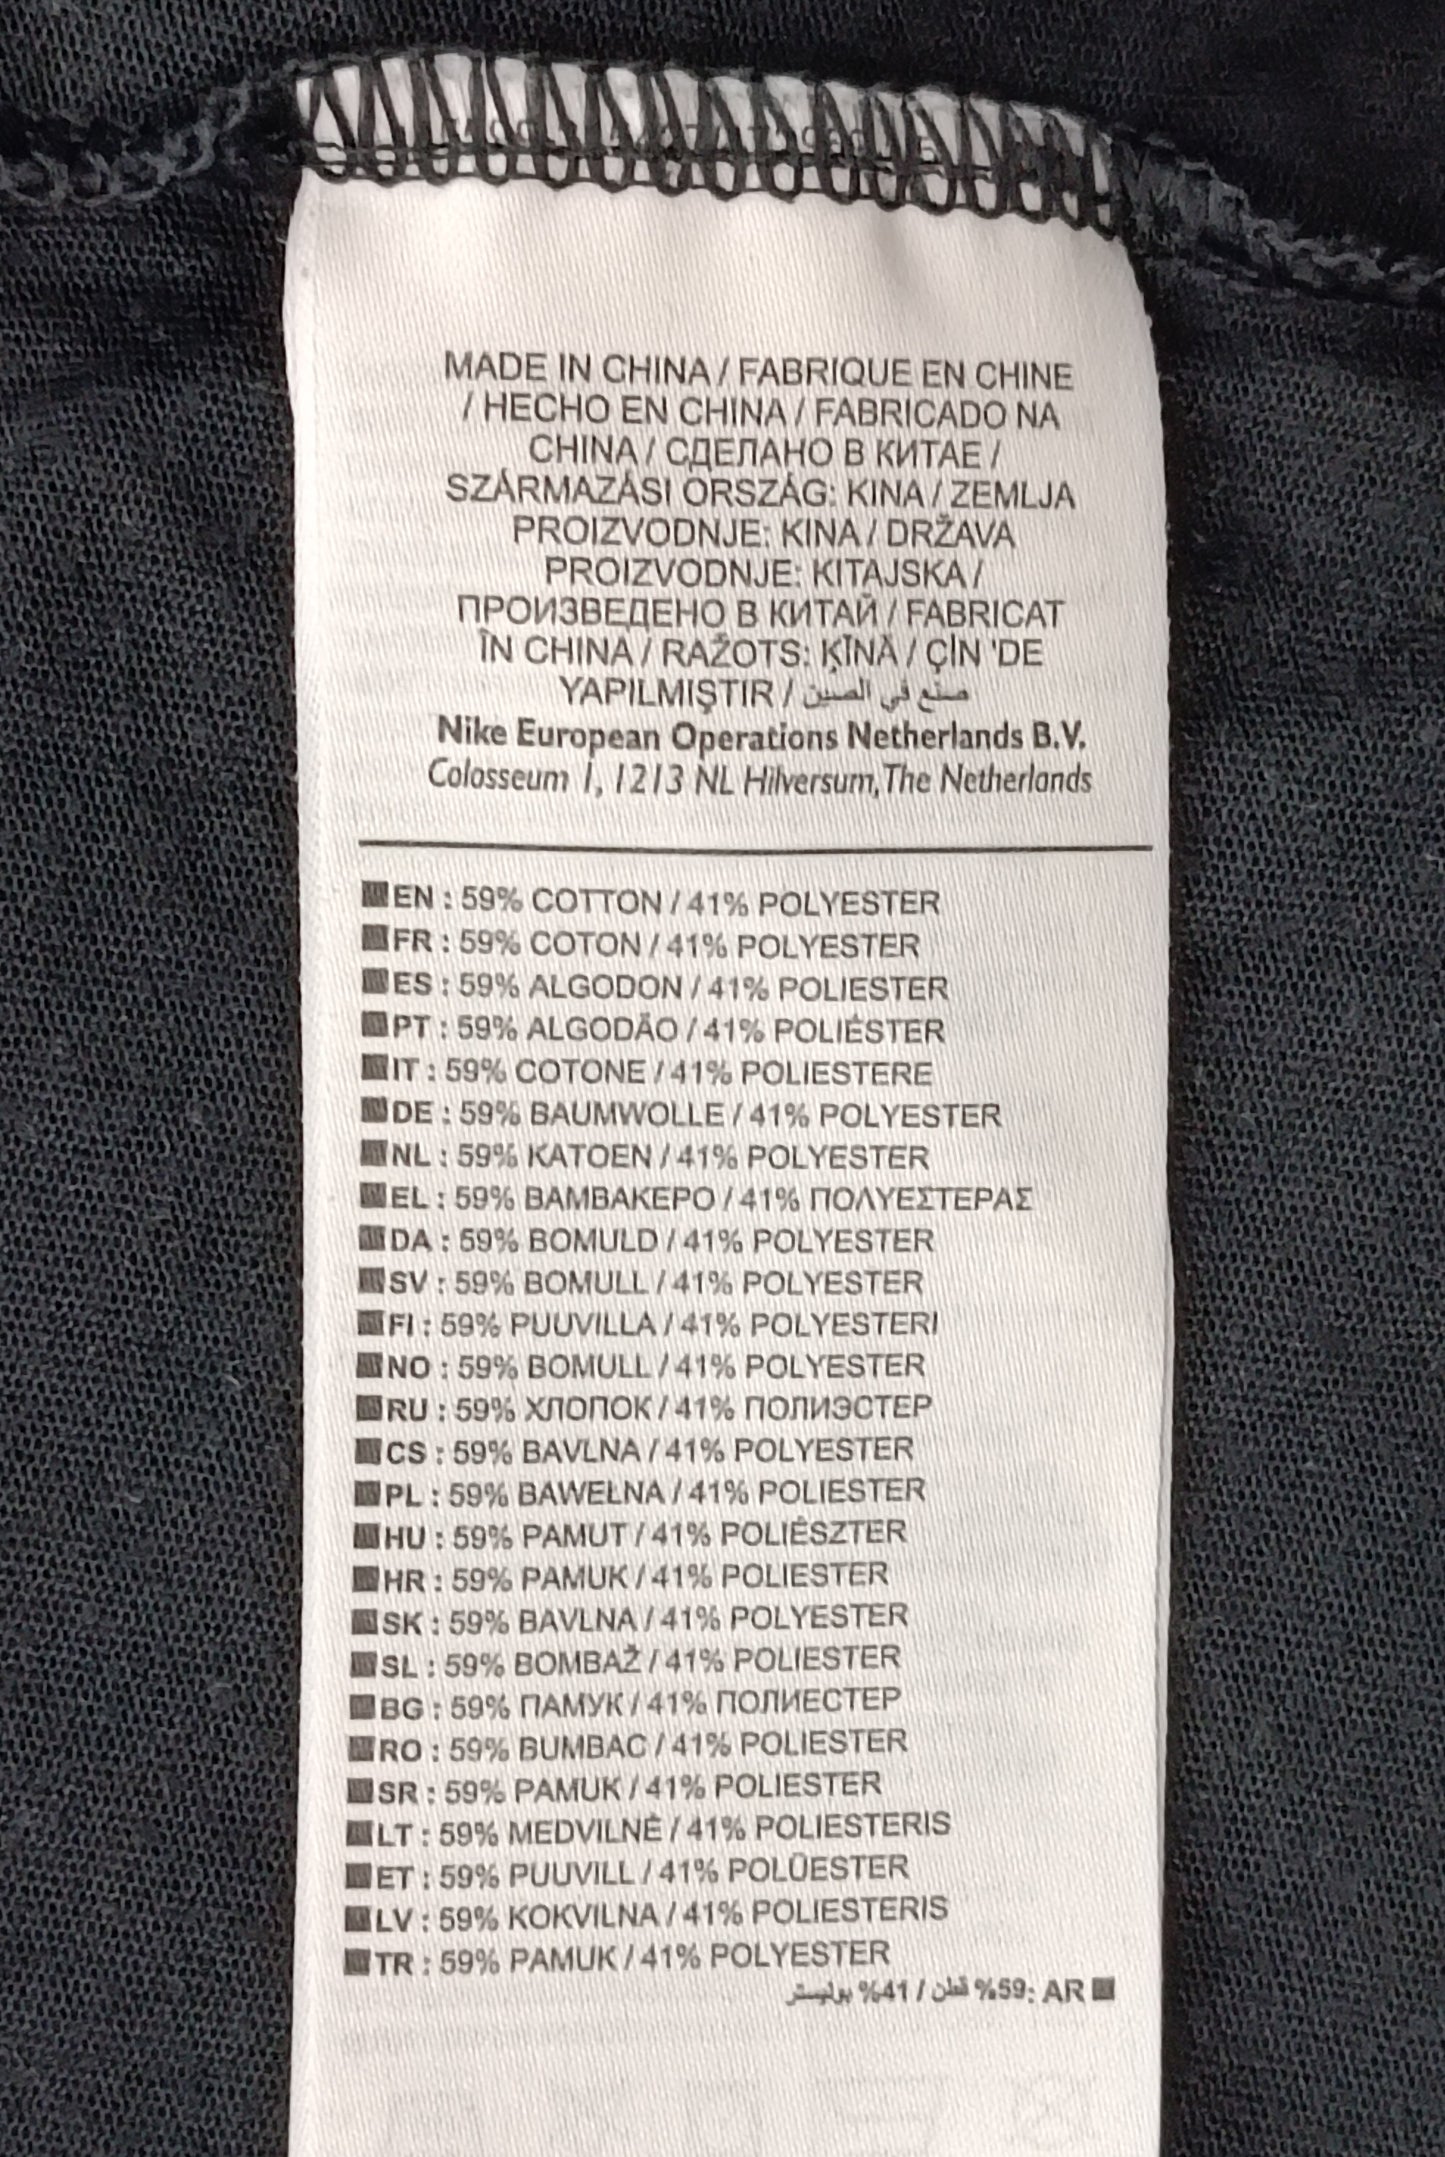 MADE IN CHINA / FABRIQUE EN CHINE
/ HECHO EN CHINA / FABRICADO NA
CHINA / СДЕЛАНО В КИТАЕ /
SZÁRMAZÁSI ORSZÁG: KINA / ZEMLJA
PROIZVODNJE: KINA / DRŽAVA
PROIZVODNJE: KITAJSKA /
ПРОИЗВЕДЕНО В КИТАЙ / FABRICAT
ÎN CHINA / RAŽOTS: ĶĪNĀ / ÇİN 'DE
YAPILMIŞTIR / صنع في الصين
Nike European Operations Netherlands B.V.
Colosseum 1, 1213 NL Hilversum, The Netherlands
EN : 59% COTTON / 41% POLYESTER
FR : 59% COTON / 41% POLYESTER
ES : 59% ALGODON / 41% POLIESTER
PT : 59% ALGODÃO / 41% POLIÉSTER
IT : 59% COTONE / 41% POLIESTERE
DE : 59% BAUMWOLLE / 41% POLYESTER
NL : 59% KATOEN / 41% POLYESTER
EL : 59% ΒΑΜΒΑΚΕΡΟ / 41% ΠΟΛΥΕΣΤΕΡΑΣ
DA : 59% BOMULD / 41% POLYESTER
SV : 59% BOMULL / 41% POLYESTER
FI : 59% PUUVILLA / 41% POLYESTERI
NO : 59% BOMULL / 41% POLYESTER
RU : 59% ХЛОПОК / 41% ПОЛИЭСТЕР
CS : 59% BAVLNA / 41% POLYESTER
PL : 59% BAWEŁNA / 41% POLIESTER
HU : 59% PAMUT / 41% POLIÉSZTER
HR : 59% PAMUK / 41% POLIESTER
SK : 59% BAVLNA / 41% POLYESTER
SL : 59% BOMBAŽ / 41% POLIESTER
BG : 59% ПАМУК / 41% ПОЛИЕСТЕР
RO : 59% BUMBAC / 41% POLIESTER
SR : 59% PAMUK / 41% POLIESTER
LT : 59% MEDVILNĖ / 41% POLIESTERIS
ET : 59% PUUVILL / 41% POLÜESTER
LV : 59% KOKVILNA / 41% POLIESTERIS
TR : 59% PAMUK / 41% POLYESTER
AR :59% قطن / 41% بوليستر